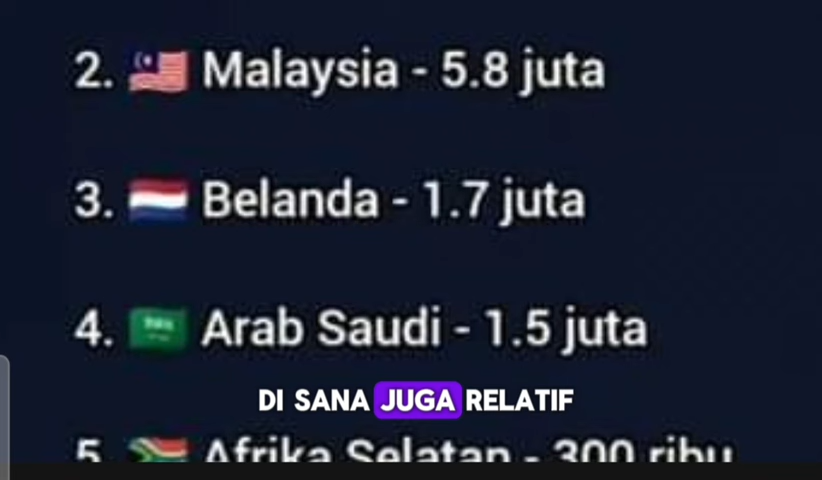 2. Malaysia - 5.8 juta
3. Belanda - 1.7 juta
4. Arab Saudi - 1.5 juta
DI SANA JUGA RELATIF
5. Afrika Selatan - 300 ribu